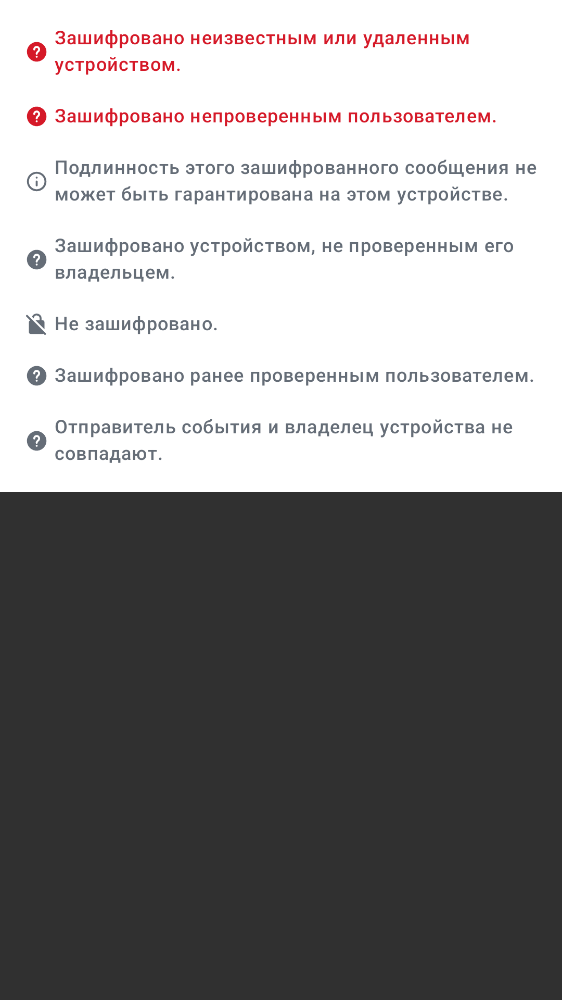 Зашифровано неизвестным или удаленным
устройством.
Зашифровано непроверенным пользователем.
Подлинность этого зашифрованного сообщения не
может быть гарантирована на этом устройстве.
Зашифровано устройством, не проверенным его
владельцем.
Не зашифровано.
Зашифровано ранее проверенным пользователем.
Отправитель события и владелец устройства не
совпадают.